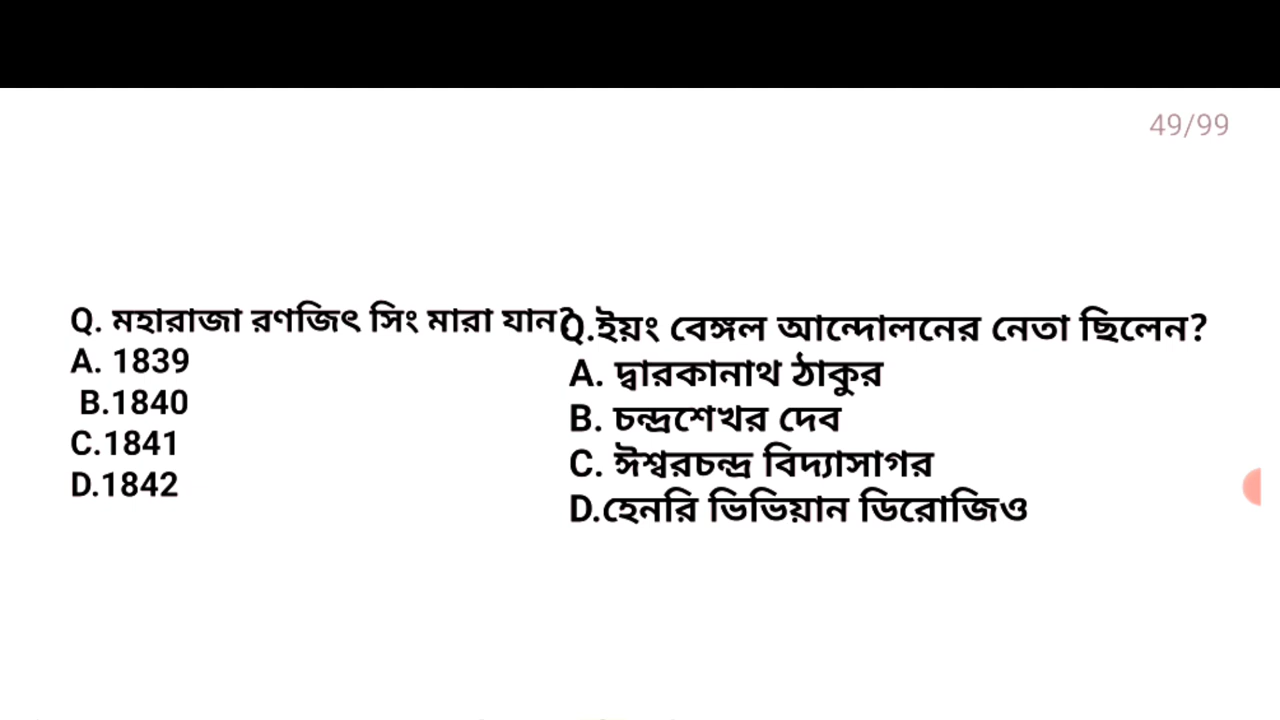 49/99
Q. মহারাজা রণজিৎ সিং মারা যান?
A. 1839
B.1840
C.1841
D.1842
Q.ইয়ং বেঙ্গল আন্দোলনের নেতা ছিলেন?
A. দ্বারকানাথ ঠাকুর
B. চন্দ্রশেখর দেব
C. ঈশ্বরচন্দ্র বিদ্যাসাগর
D.হেনরি ভিভিয়ান ডিরোজিও